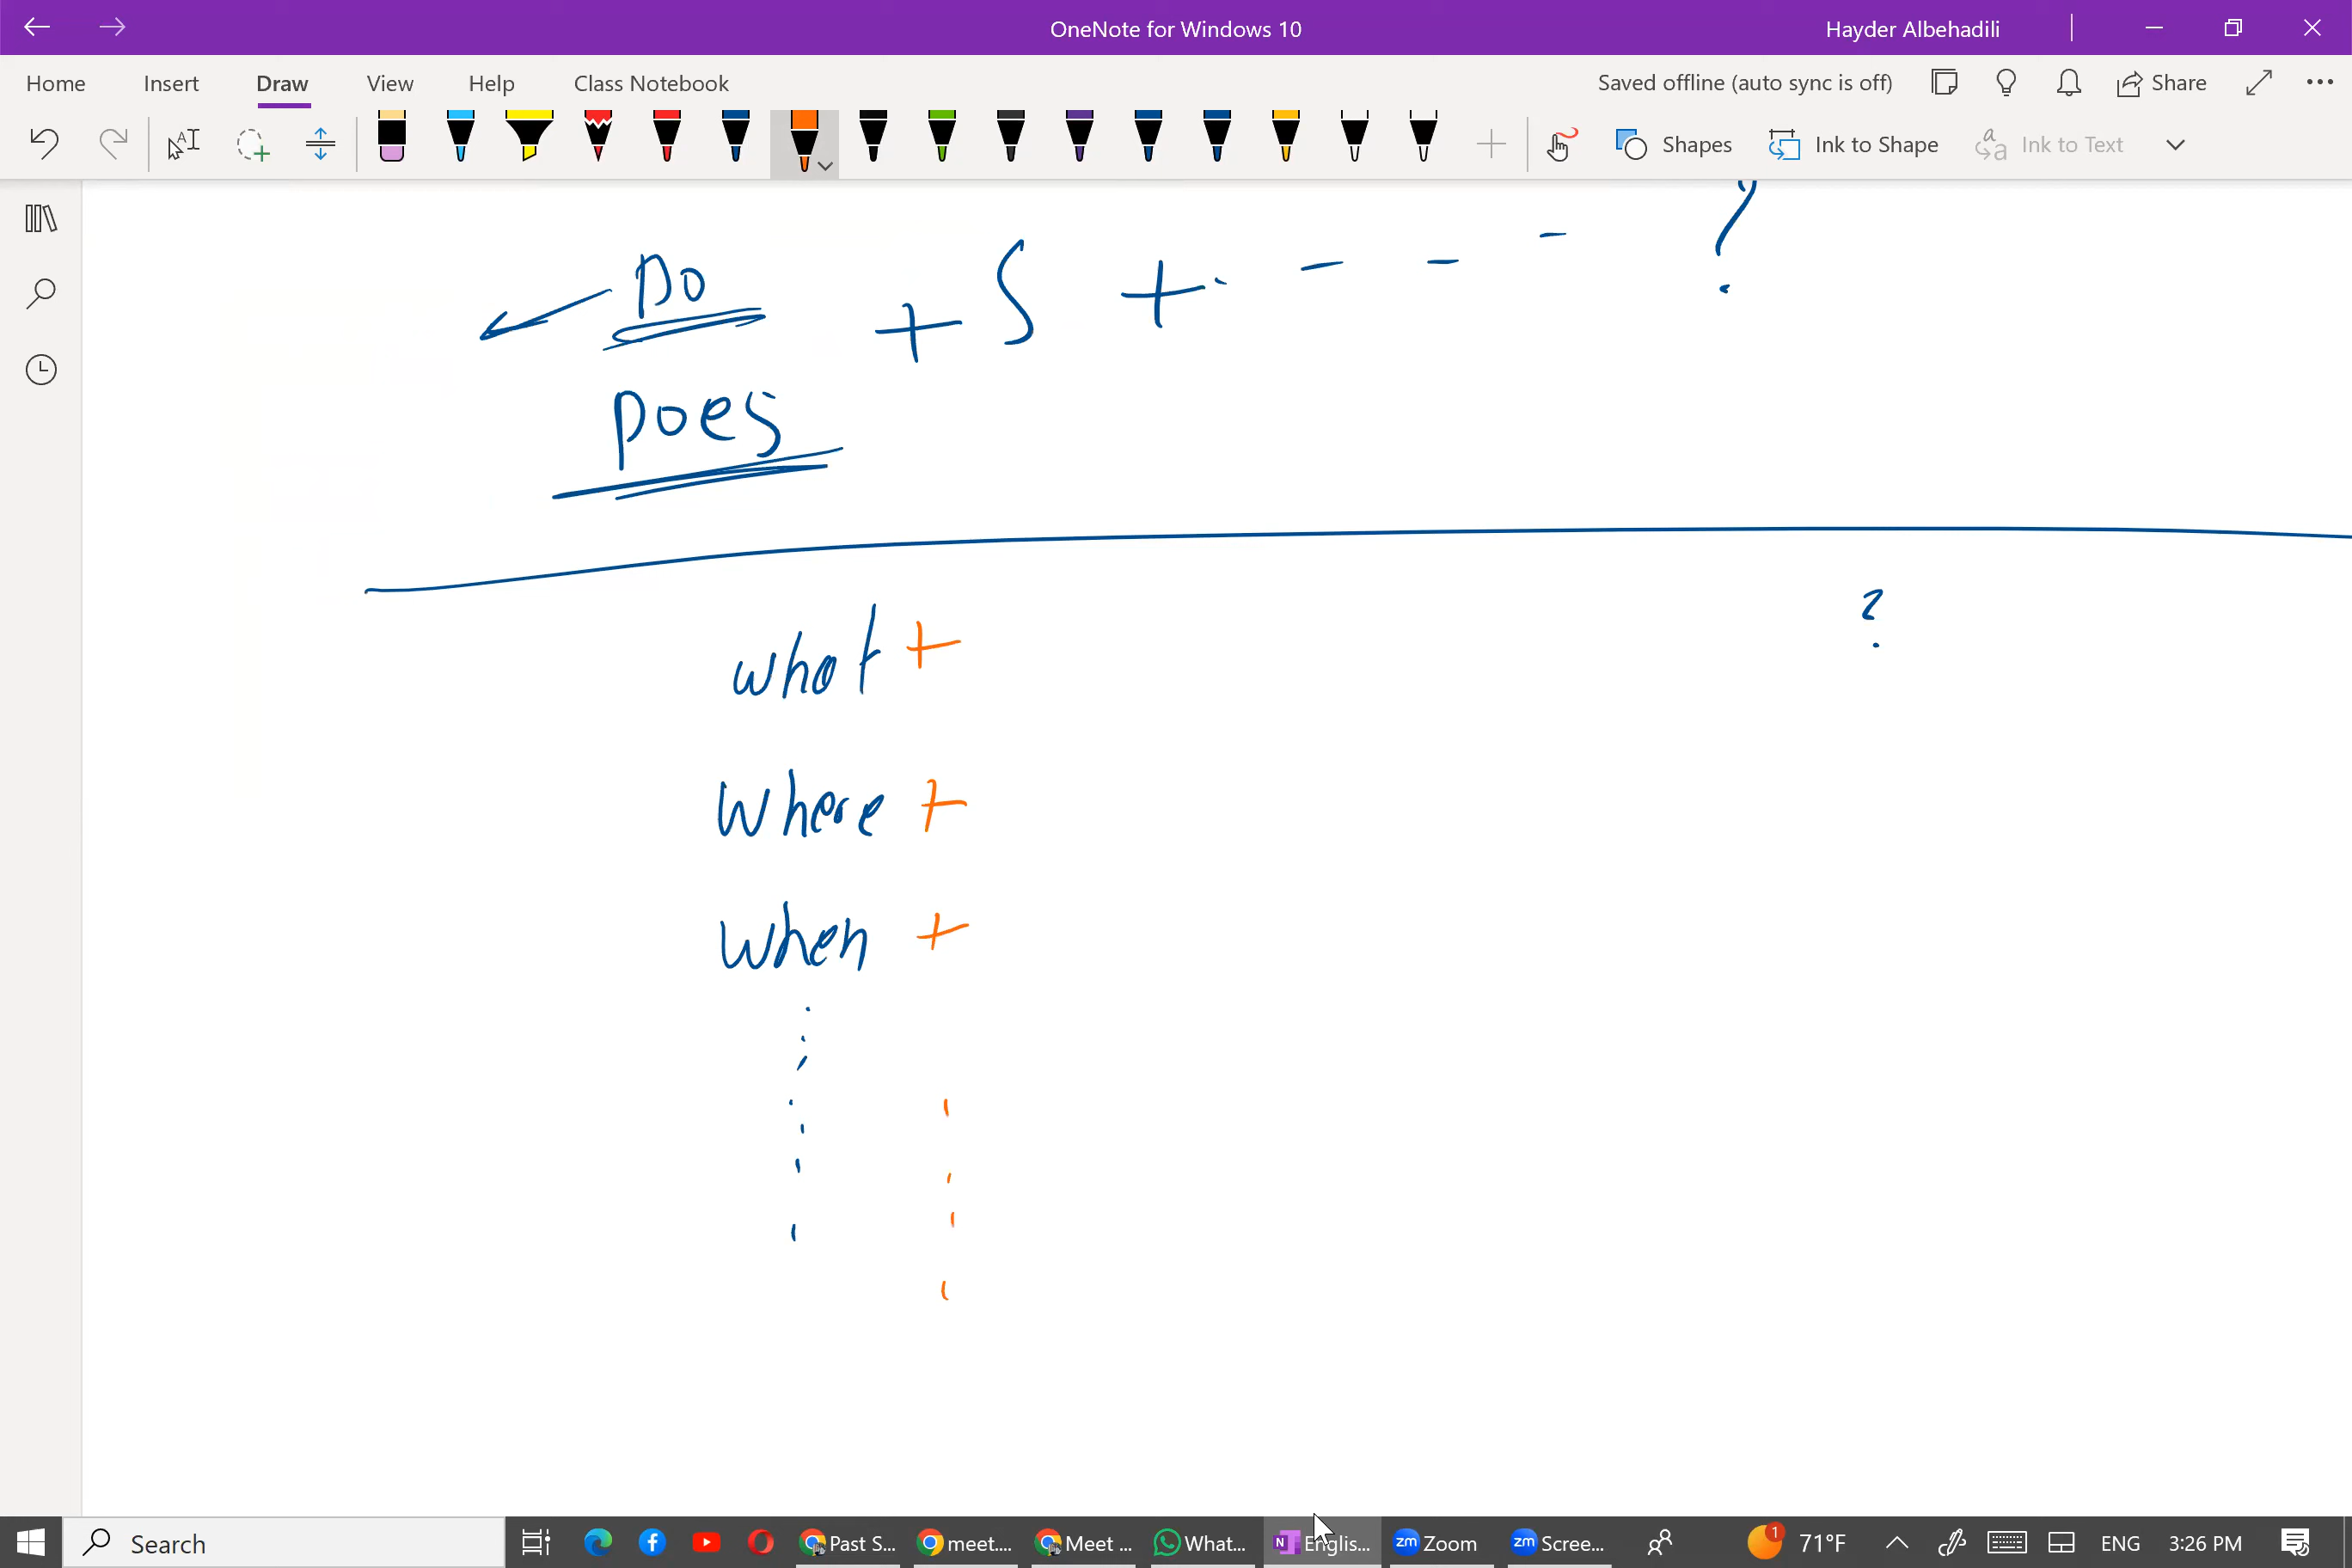 OneNote for Windows 10
Hayder Albehadili
Home Insert Draw View Help Class Notebook
Saved offline (auto sync is off) Share
Shapes Ink to Shape Ink to Text
Do + S + - - - ?
Does
what + ?
where +
when +
Search
Past S... meet.... Meet ... What... Englis... Zoom Scree...
1 71°F ENG 3:26 PM